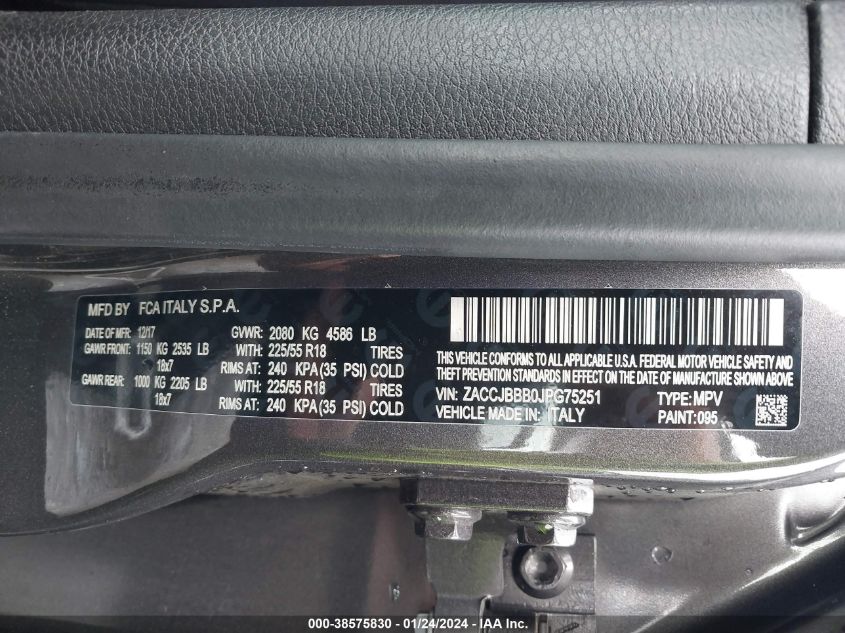 MFD BY FCA ITALY S.P.A.
DATE OF MFR: 12/17 GVWR: 2080 KG 4586 LB
GAWR FRONT: 1150 KG 2535 LB WITH: 225/55 R18 TIRES
18x7 RIMS AT: 240 KPA(35 PSI) COLD
GAWR REAR: 1000 KG 2205 LB WITH: 225/55 R18 TIRES
18x7 RIMS AT: 240 KPA(35 PSI) COLD
THIS VEHICLE CONFORMS TO ALL APPLICABLE U.S.A. FEDERAL MOTOR VEHICLE SAFETY AND
THEFT PREVENTION STANDARDS IN EFFECT ON THE DATE OF MANUFACTURE SHOWN ABOVE
VIN: ZACCJBBB0JPG75251 TYPE: MPV
VEHICLE MADE IN: ITALY PAINT: 095
000-38575830 - 01/24/2024 - IAA Inc.